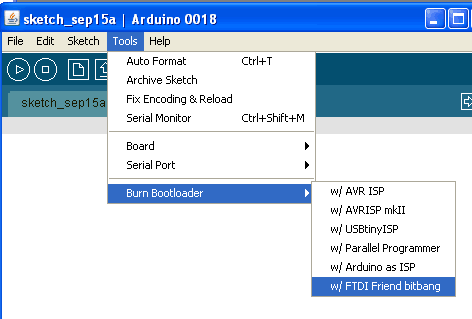 sketch_sep15a | Arduino 0018
File Edit Sketch Tools Help
sketch_sep15a
Auto Format Ctrl+T
Archive Sketch
Fix Encoding & Reload
Serial Monitor Ctrl+Shift+M
Board
Serial Port
Burn Bootloader
w/ AVR ISP
w/ AVRISP mkII
w/ USBtinyISP
w/ Parallel Programmer
w/ Arduino as ISP
w/ FTDI Friend bitbang